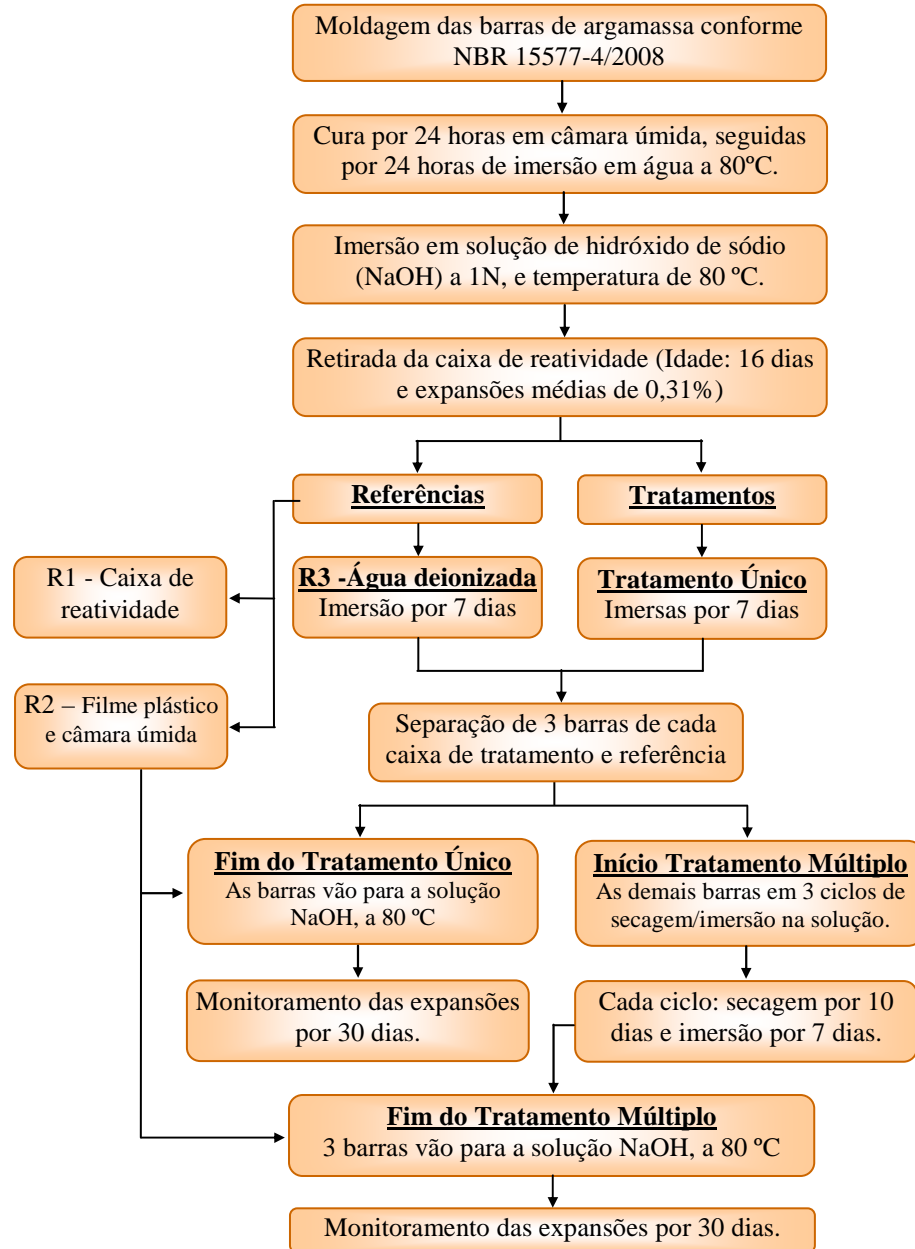 Moldagem das barras de argamassa conforme
NBR 15577-4/2008
Cura por 24 horas em câmara úmida, seguidas
por 24 horas de imersão em água a 80ºC.
Imersão em solução de hidróxido de sódio
(NaOH) a 1N, e temperatura de 80 ºC.
Retirada da caixa de reatividade (Idade: 16 dias
e expansões médias de 0,31%)
Referências
Tratamentos
R1 - Caixa de
reatividade
R3 -Água deionizada
Imersão por 7 dias
Tratamento Único
Imersas por 7 dias
R2 – Filme plástico
e câmara úmida
Separação de 3 barras de cada
caixa de tratamento e referência
Fim do Tratamento Único
As barras vão para a solução
NaOH, a 80 ºC
Início Tratamento Múltiplo
As demais barras em 3 ciclos de
secagem/imersão na solução.
Monitoramento das expansões
por 30 dias.
Cada ciclo: secagem por 10
dias e imersão por 7 dias.
Fim do Tratamento Múltiplo
3 barras vão para a solução NaOH, a 80 ºC
Monitoramento das expansões por 30 dias.